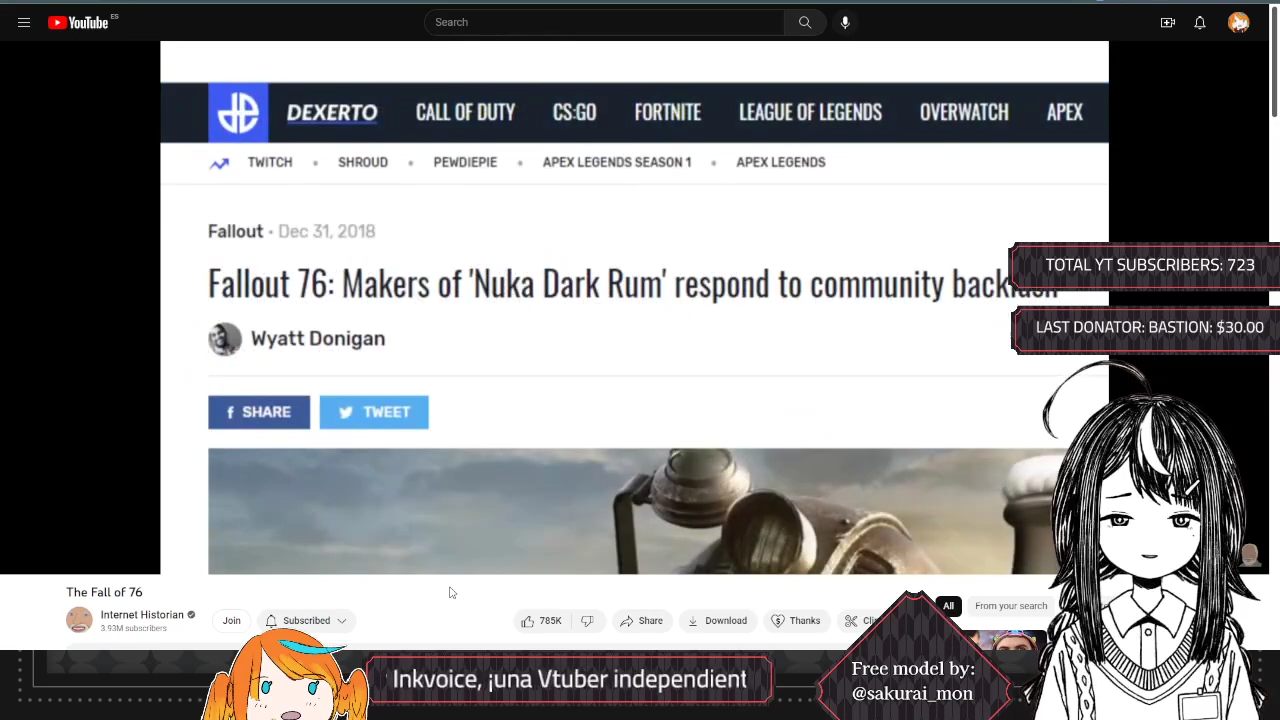 YouTube ES
Search
DEXERTO CALL OF DUTY CS:GO FORTNITE LEAGUE OF LEGENDS OVERWATCH APEX
TWITCH • SHROUD • PEWDIEPIE • APEX LEGENDS SEASON 1 • APEX LEGENDS
Fallout • Dec 31, 2018
Fallout 76: Makers of 'Nuka Dark Rum' respond to community
TOTAL YT SUBSCRIBERS: 723
LAST DONATOR: BASTION: $30.00
Wyatt Donigan
f SHARE TWEET
The Fall of 76
Internet Historian
3.93M subscribers
Join
Subscribed
785K
Share
Download
Thanks
All
From your search
Inkvoice, ¡una Vtuber independient
Free model by:
@sakurai_mon